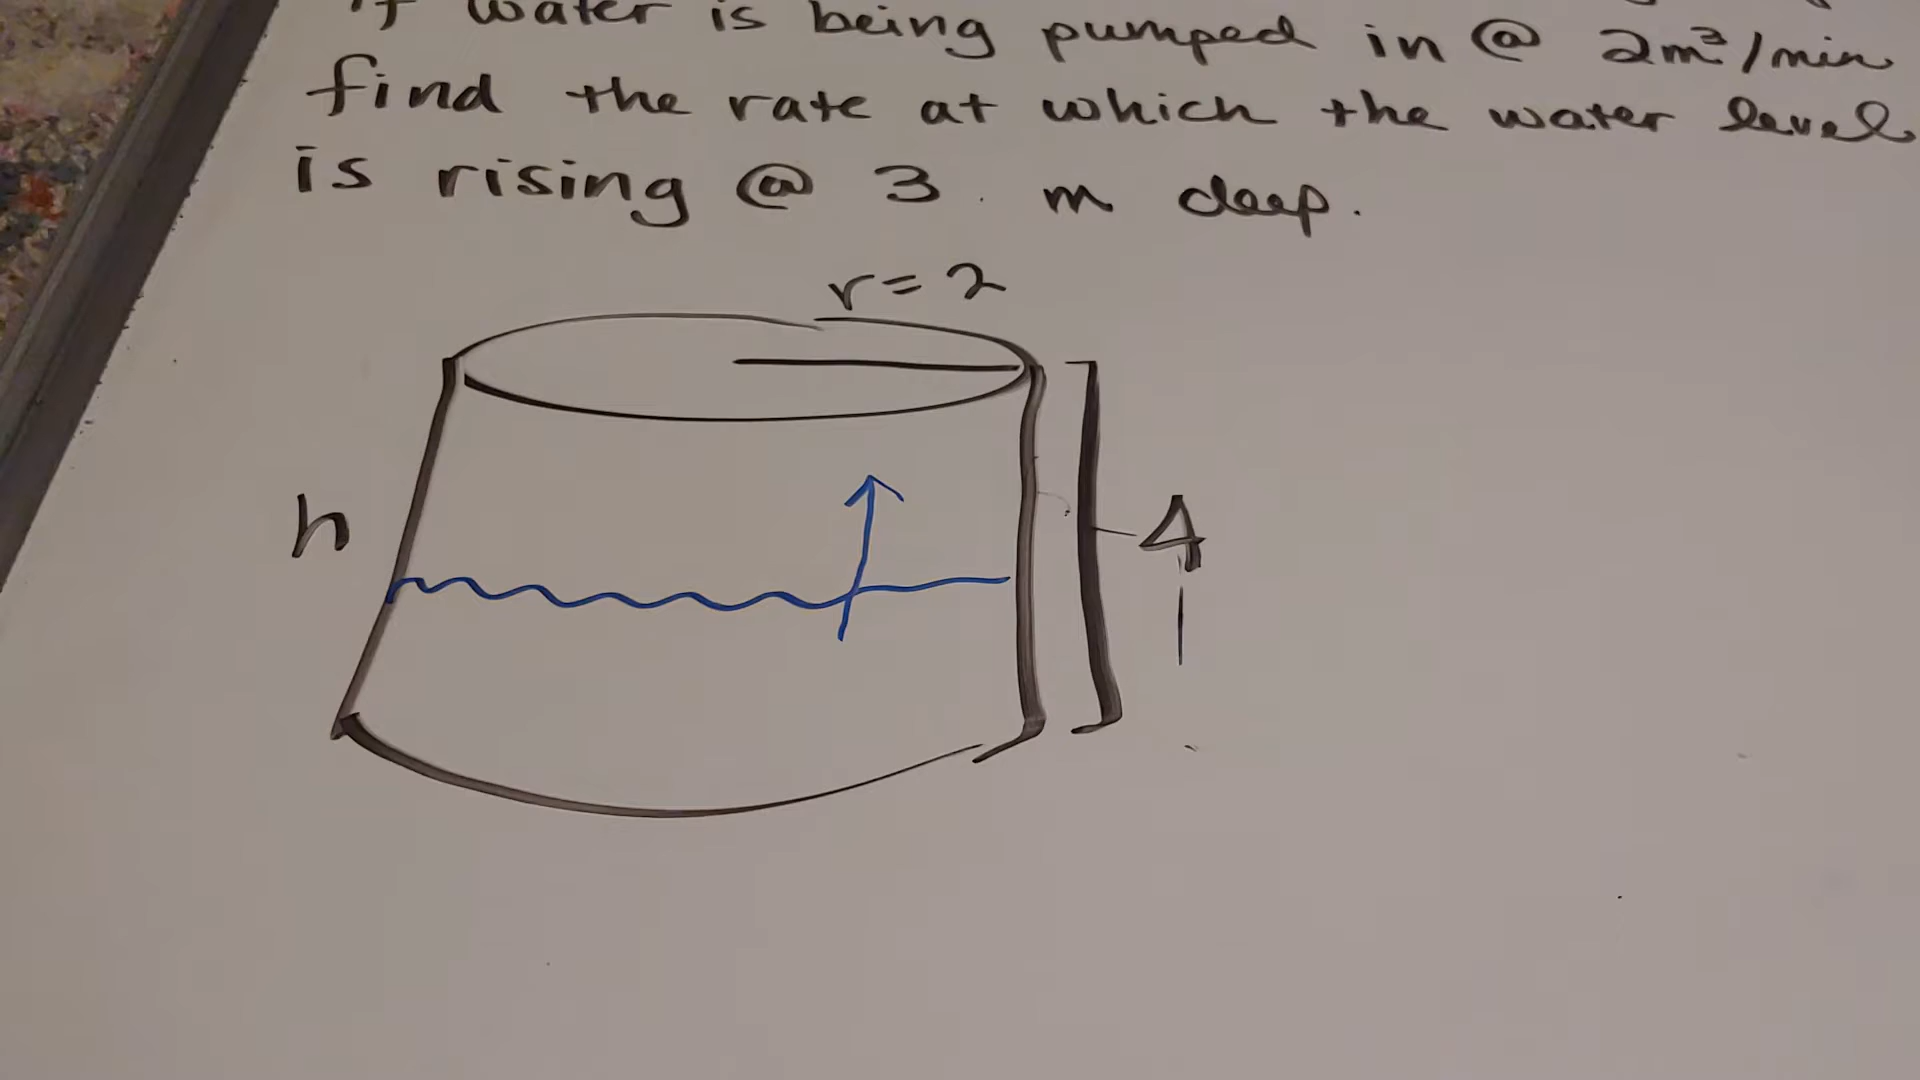 If water is being pumped in @ 2m³/min
find the rate at which the water level
is rising @ 3 m deep.
r = 2
h
4